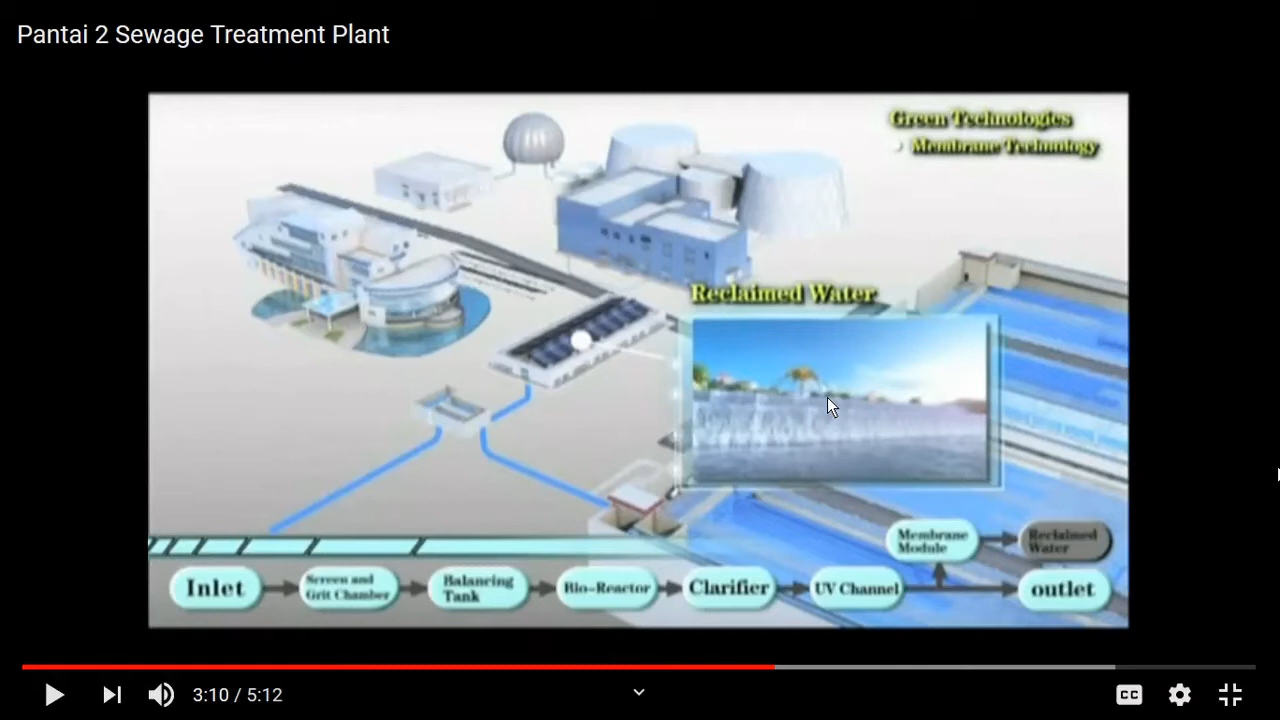 Pantai 2 Sewage Treatment Plant
Green Technologies
Membrane Technology
Reclaimed Water
Membrane
Module
Reclaimed
Water
Inlet
Screen and
Grit Chamber
Balancing
Tank
Bio-Reactor
Clarifier
UV Channel
outlet
3:10 / 5:12
CC